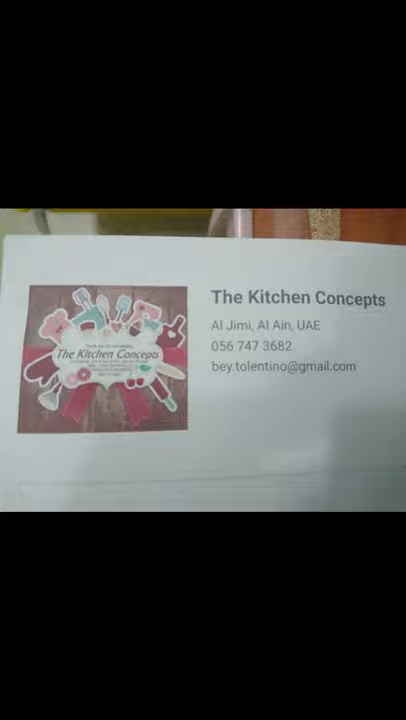 The Kitchen Concepts
Al Jimi, Al Ain, UAE
056 747 3682
bey.tolentino@gmail.com
The Kitchen Concepts